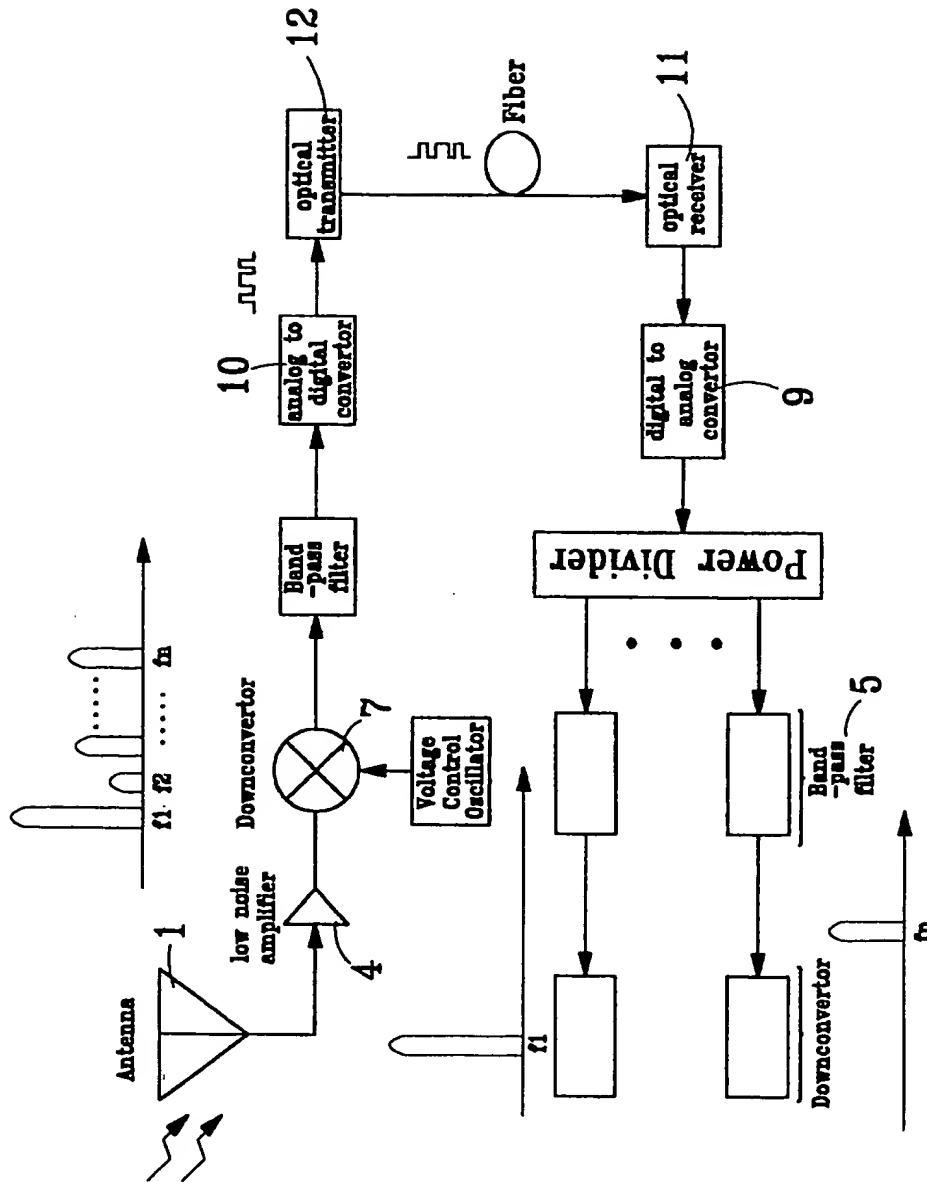 Antenna
1
low noise
amplifier
4
Downconvertor
7
Voltage
Control
Oscillator
f1
f2
......
fn
......
Band
-pass
filter
10
analog to
digital
convertor
12
optical
transmitter
Fiber
11
optical
receiver
digital to
analog
convertor
9
Power Divider
f1
Band-pass
filter
5
Downconvertor
fn